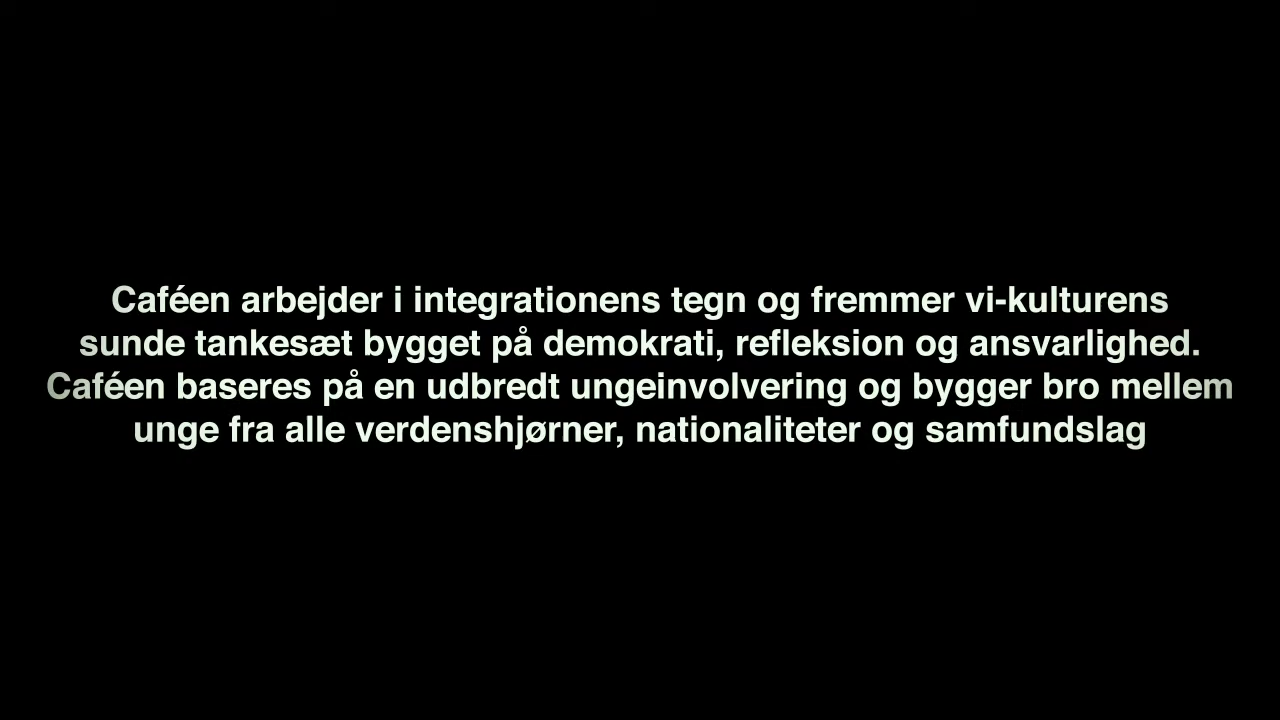 Caféen arbejder i integrationens tegn og fremmer vi-kulturens
sunde tankesæt bygget på demokrati, refleksion og ansvarlighed.
Caféen baseres på en udbredt ungeinvolvering og bygger bro mellem
unge fra alle verdenshjørner, nationaliteter og samfundslag